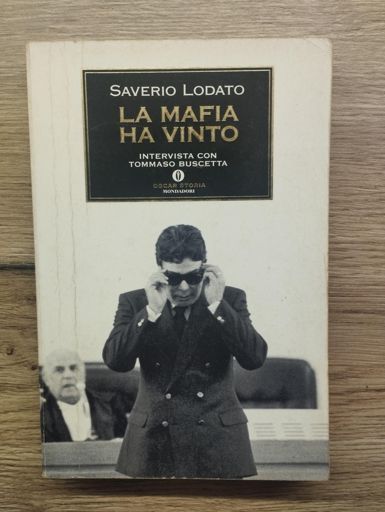 SAVERIO LODATO
LA MAFIA
HA VINTO
INTERVISTA CON
TOMMASO BUSCETTA
OSCAR STORIA
MONDADORI